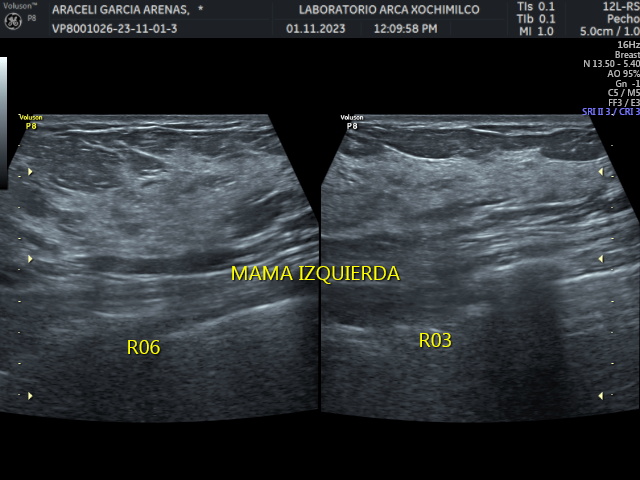 Voluson™
P8
ARACELI GARCIA ARENAS, *
VP8001026-23-11-01-3
LABORATORIO ARCA XOCHIMILCO
01.11.2023 12:09:58 PM
TIs 0.1
TIb 0.1
MI 1.0
12L-RS
Pecho
5.0cm / 1.0
16Hz
Breast
N 13.50 - 5.40
AO 95%
Gn -1
C5 / M5
FF3 / E3
SRI II 3 / CRI 3
Voluson
P8
Voluson
P8
MAMA IZQUIERDA
R06
R03